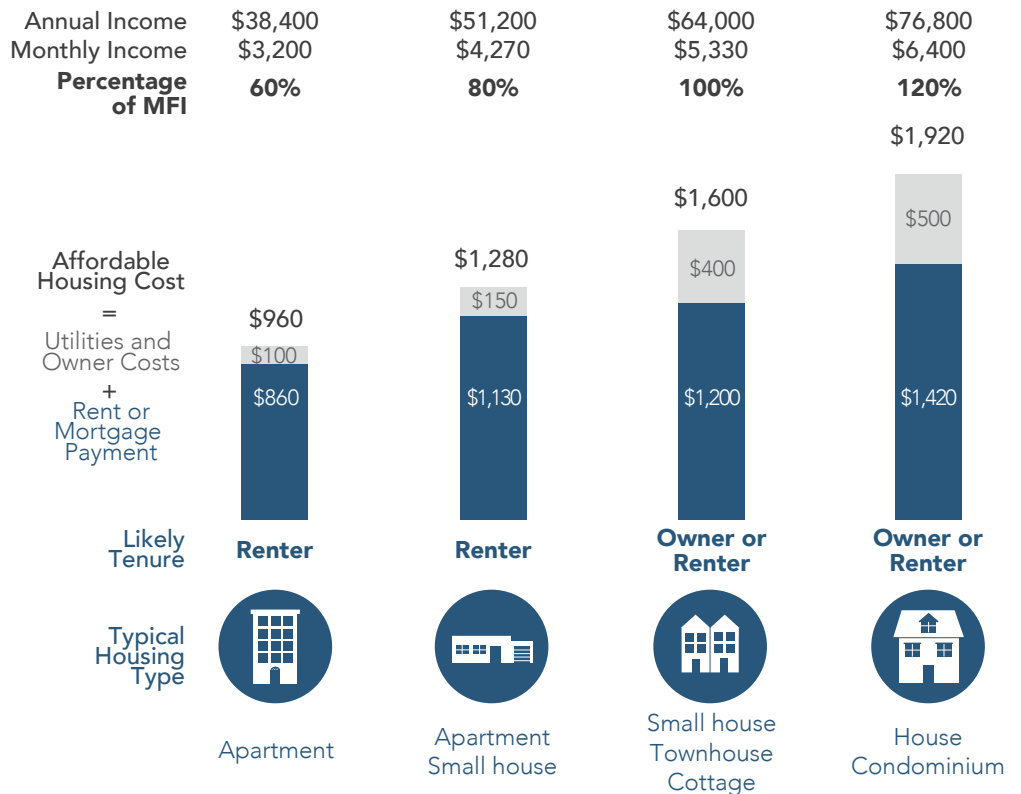 Annual Income $38,400 $51,200 $64,000 $76,800
Monthly Income $3,200 $4,270 $5,330 $6,400
Percentage
of MFI 60% 80% 100% 120%
$1,920
$1,600
$1,280
$960
$500
$400
$150
$100
Affordable
Housing Cost
=
Utilities and
Owner Costs
+
Rent or
Mortgage
Payment
$860 $1,130 $1,200 $1,420
Likely
Tenure
Renter
Renter
Owner or
Renter
Owner or
Renter
Typical
Housing
Type
Apartment
Apartment
Small house
Small house
Townhouse
Cottage
House
Condominium